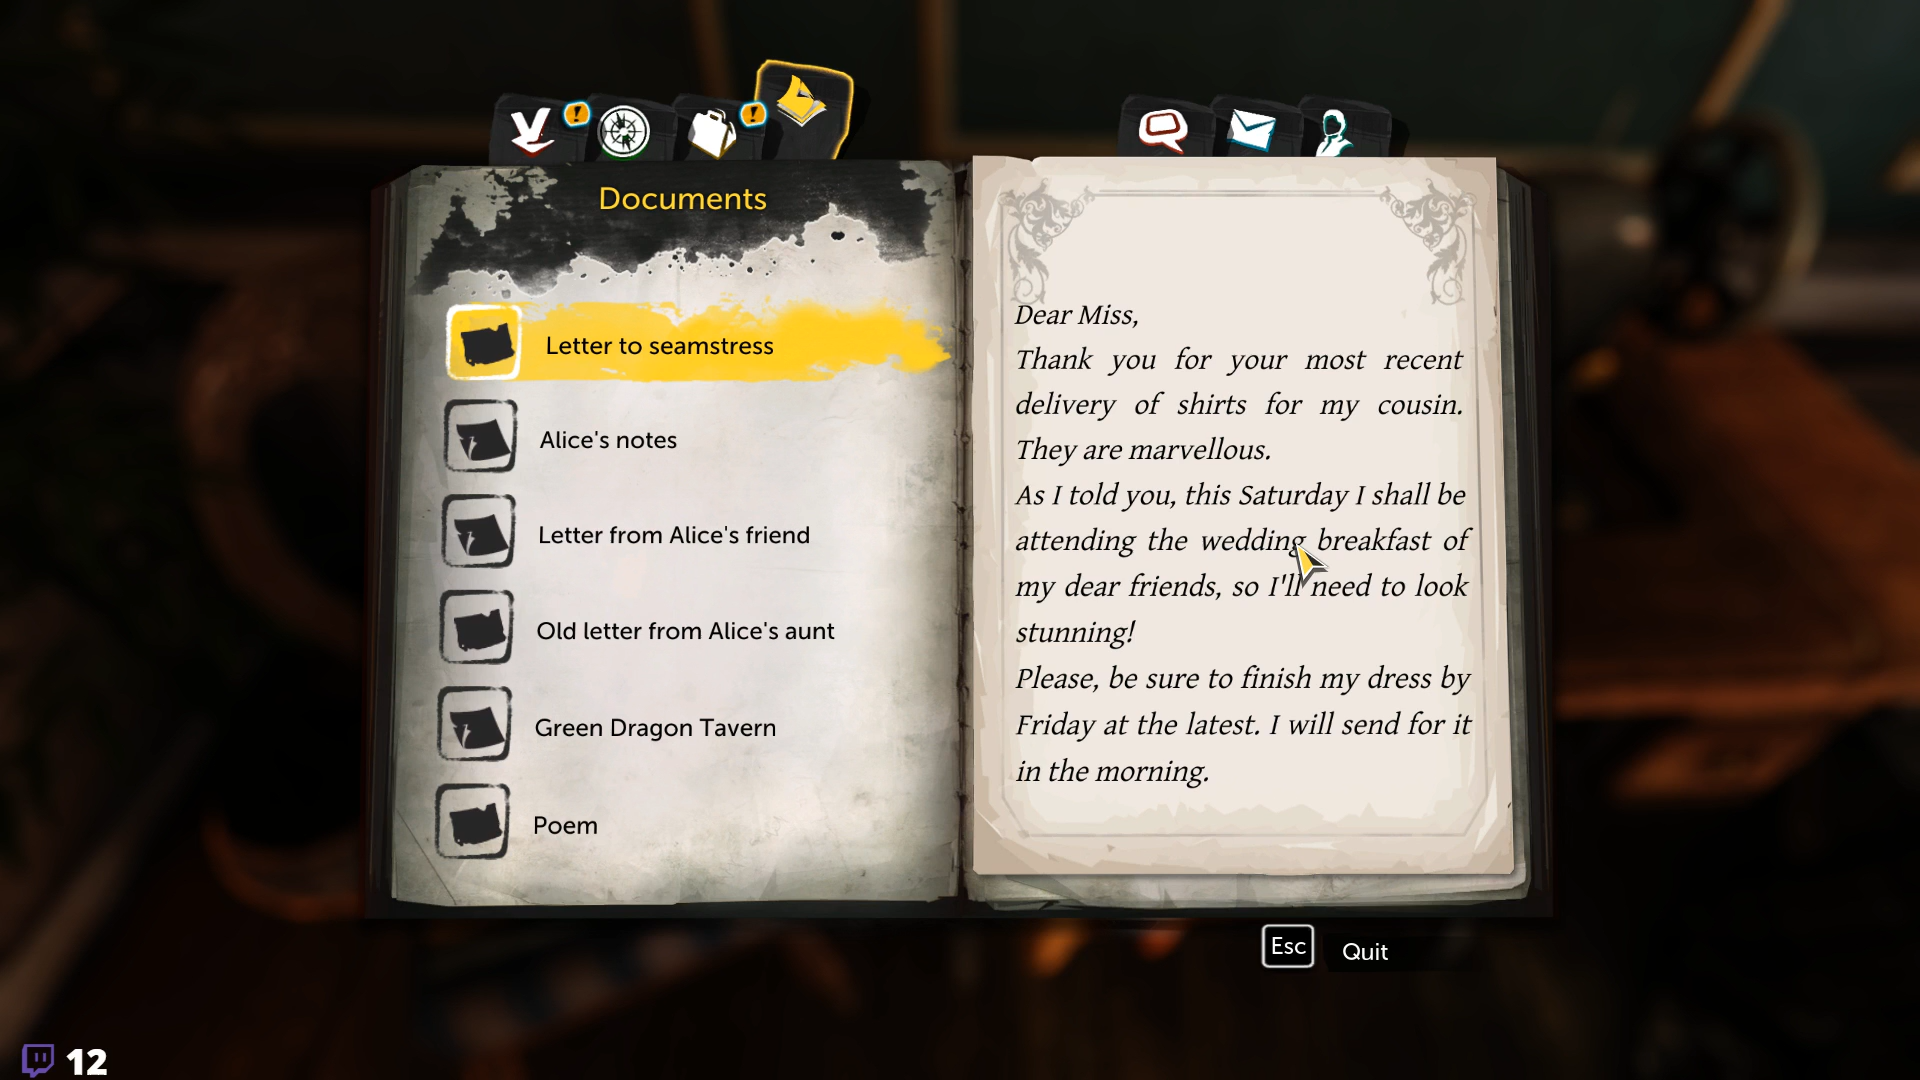 Documents
Letter to seamstress
Alice's notes
Letter from Alice's friend
Old letter from Alice's aunt
Green Dragon Tavern
Poem
Dear Miss,
Thank you for your most recent
delivery of shirts for my cousin.
They are marvellous.
As I told you, this Saturday I shall be
attending the wedding breakfast of
my dear friends, so I'll need to look
stunning!
Please, be sure to finish my dress by
Friday at the latest. I will send for it
in the morning.
Esc Quit
12